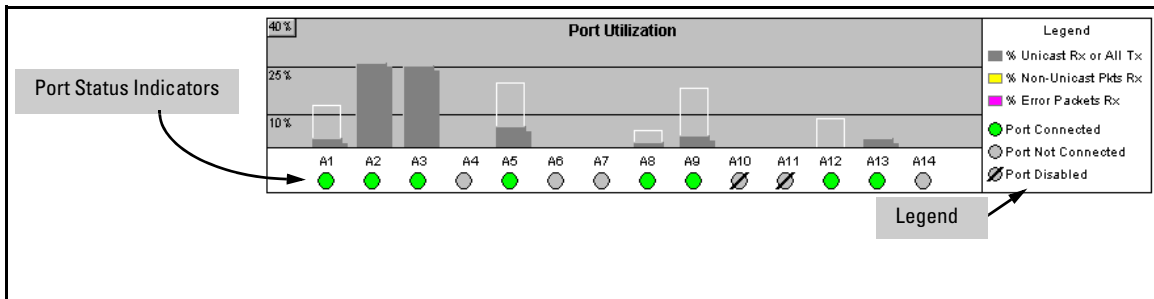 40%
Port Utilization
25%
10%
A1 A2 A3 A4 A5 A6 A7 A8 A9 A10 A11 A12 A13 A14
Legend
% Unicast Rx or All Tx
% Non-Unicast Pkts Rx
% Error Packets Rx
Port Connected
Port Not Connected
Port Disabled
Port Status Indicators
Legend